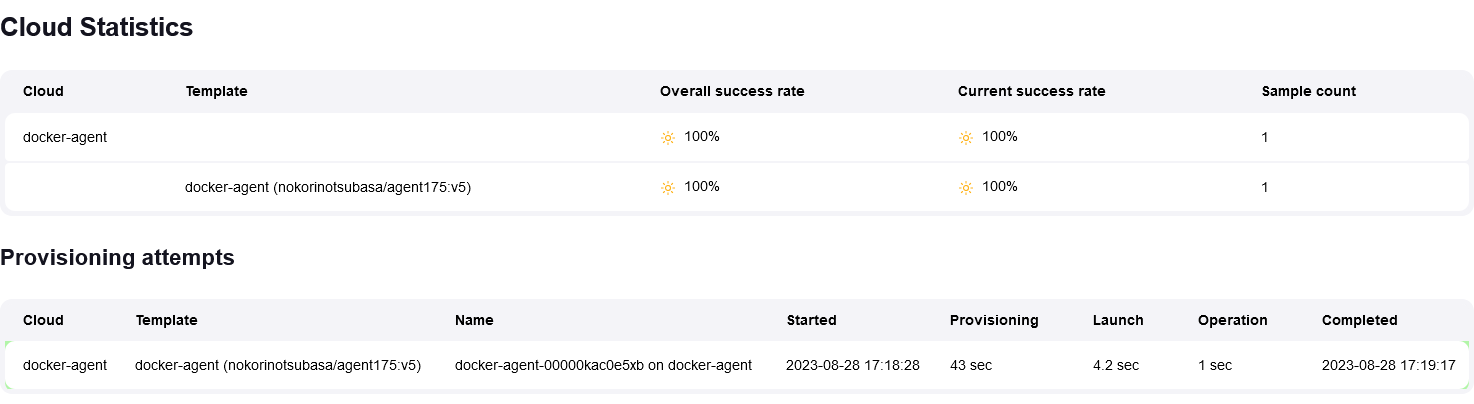 Cloud Statistics
Cloud Template Overall success rate Current success rate Sample count
docker-agent 100% 100% 1
docker-agent (nokorinotsubasa/agent175:v5) 100% 100% 1
Provisioning attempts
Cloud Template Name Started Provisioning Launch Operation Completed
docker-agent docker-agent (nokorinotsubasa/agent175:v5) docker-agent-00000kac0e5xb on docker-agent 2023-08-28 17:18:28 43 sec 4.2 sec 1 sec 2023-08-28 17:19:17